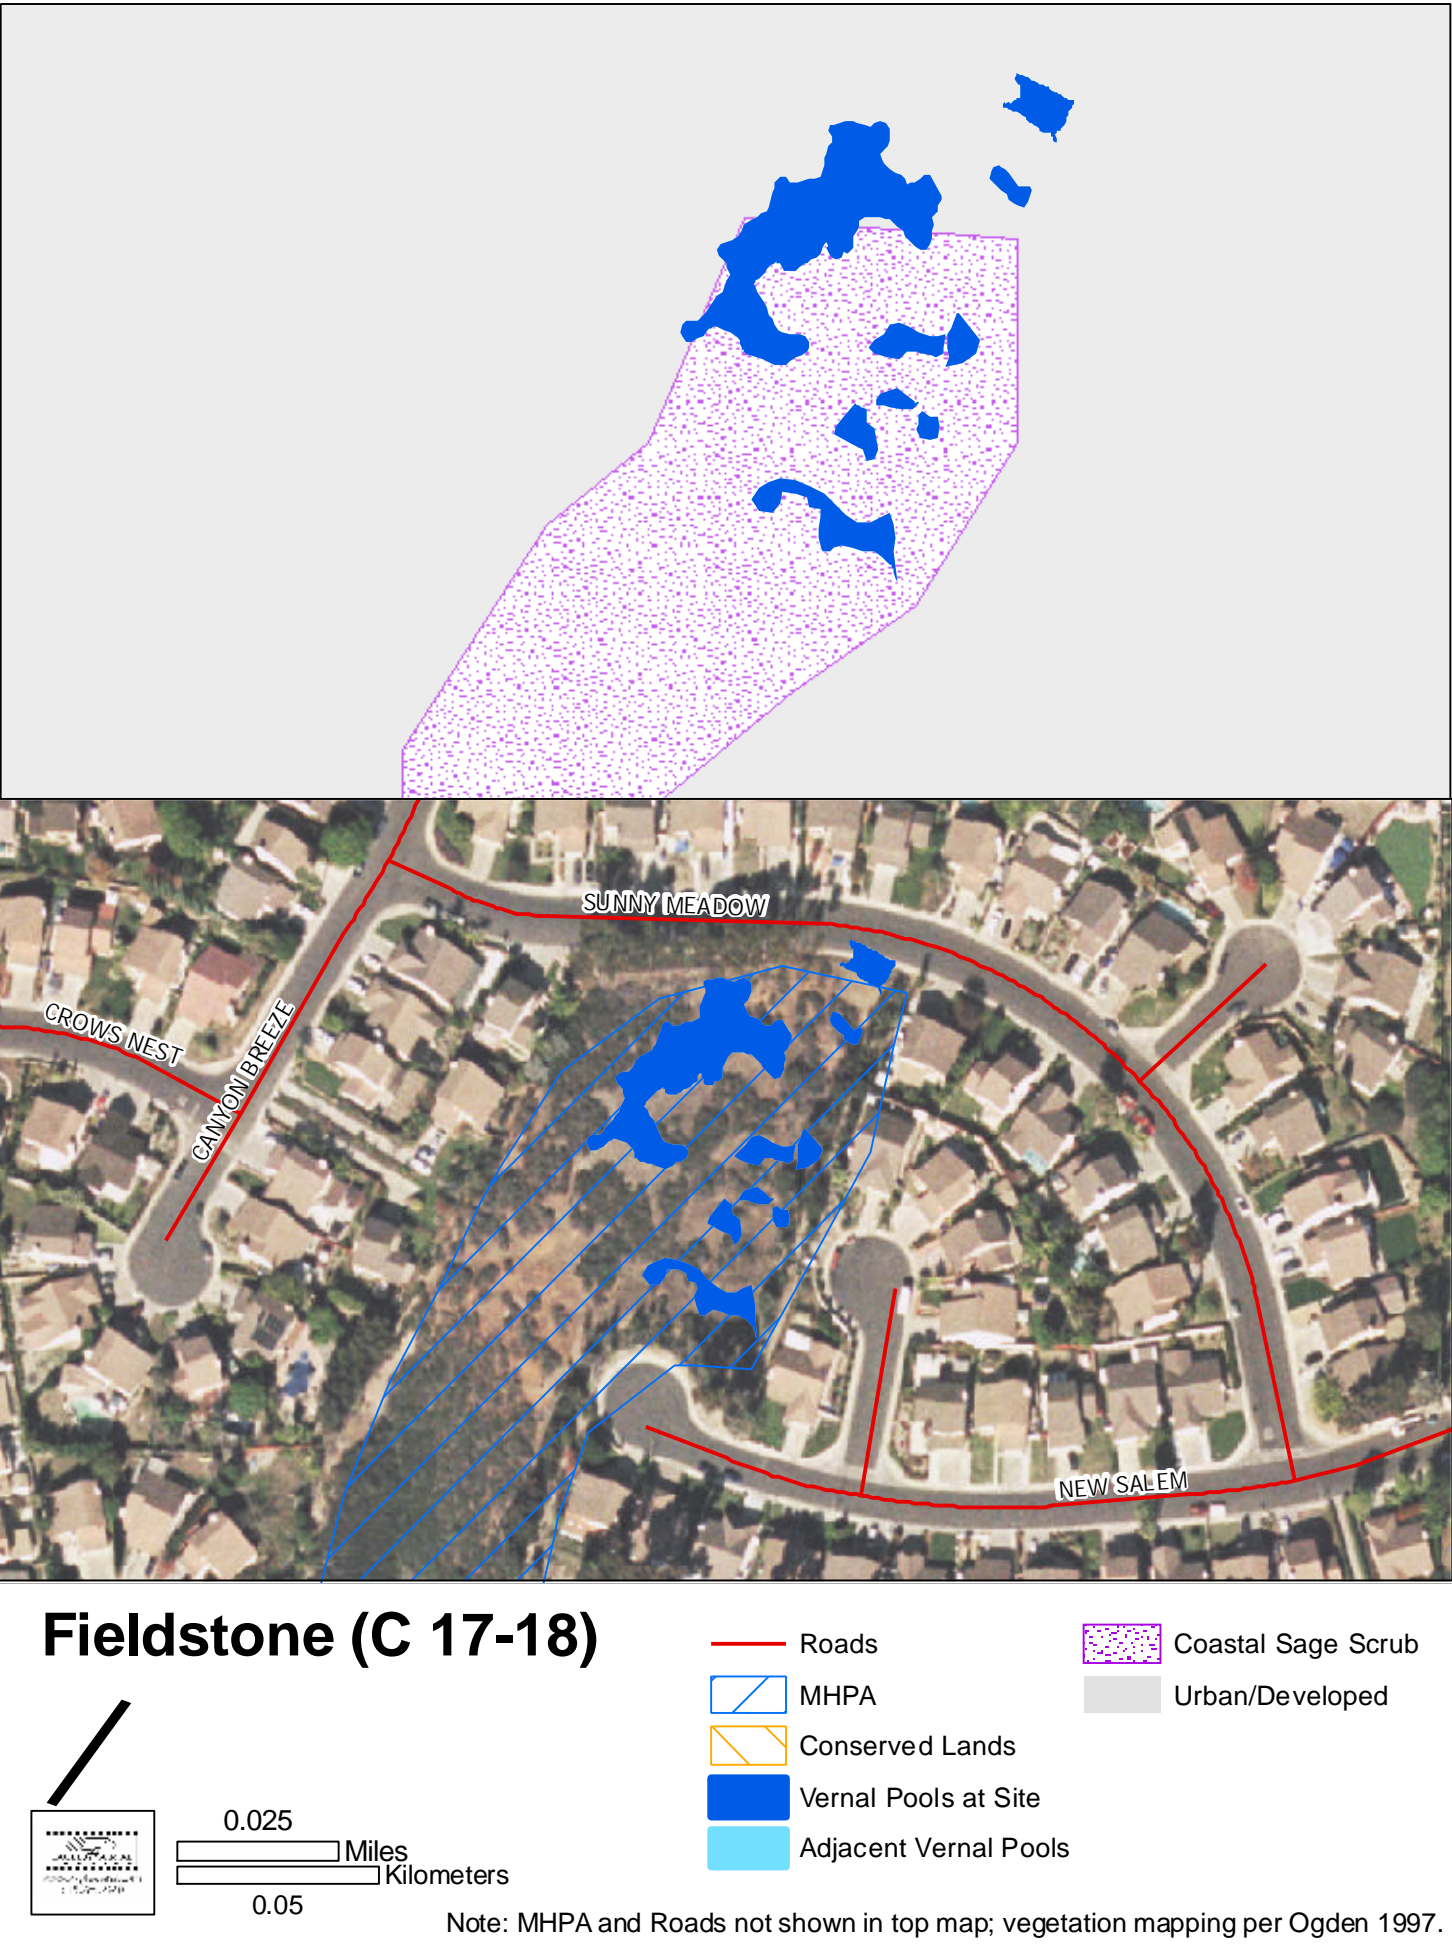 SUNNY MEADOW
CROWS NEST
CANYON BREEZE
NEW SALEM
Fieldstone (C 17-18)
Roads
MHPA
Conserved Lands
Vernal Pools at Site
Adjacent Vernal Pools
Coastal Sage Scrub
Urban/Developed
0.025
Miles
Kilometers
0.05
Note: MHPA and Roads not shown in top map; vegetation mapping per Ogden 1997.